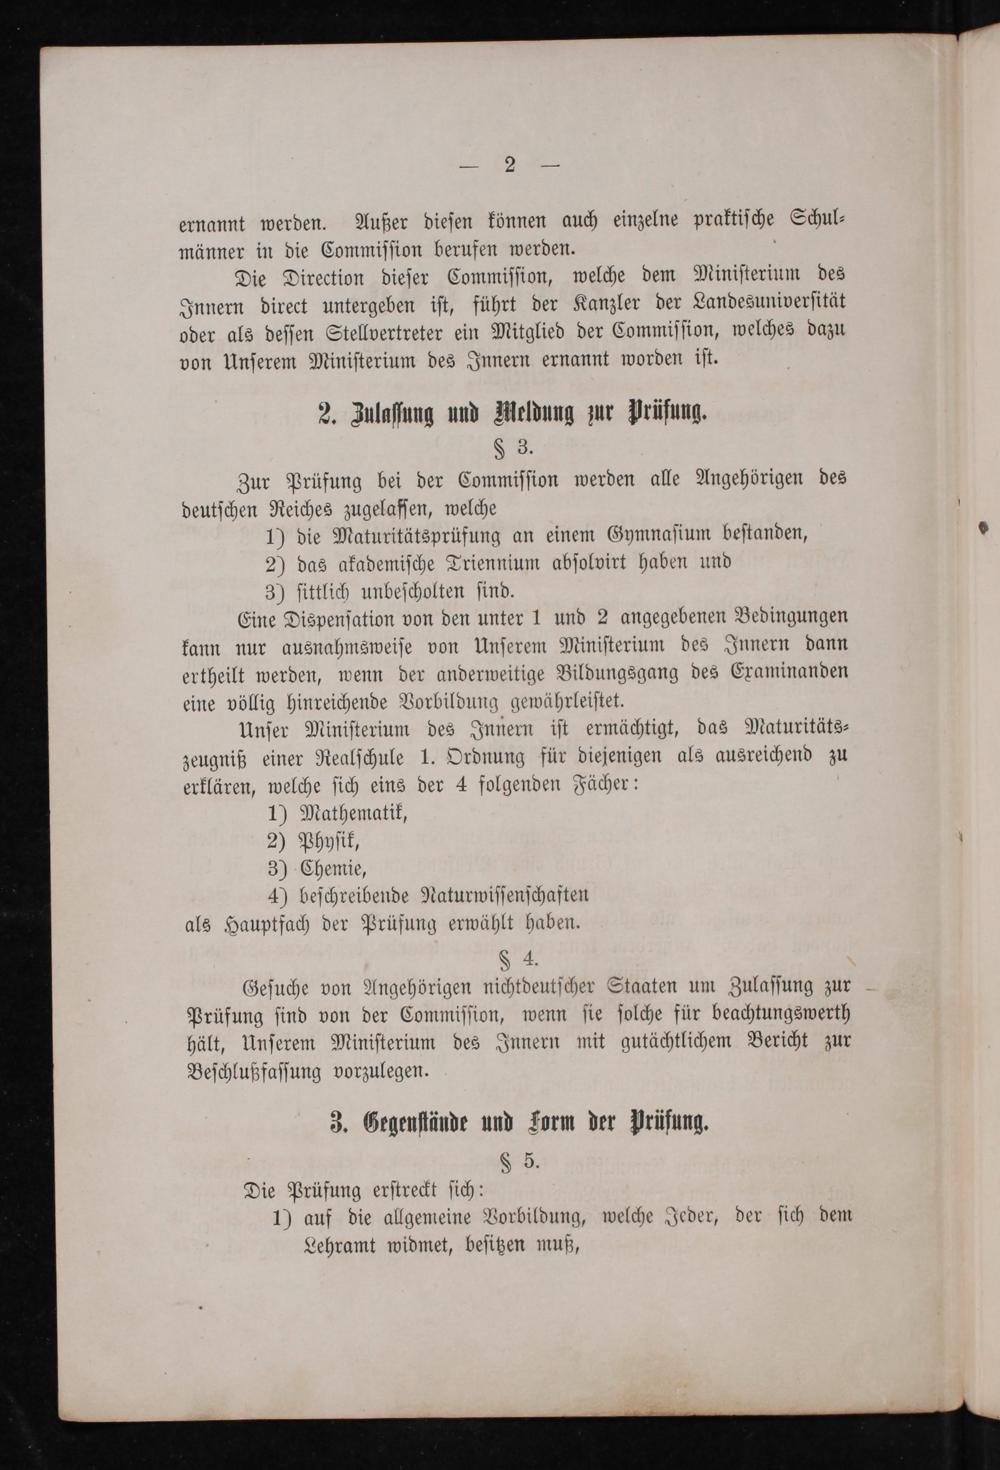 — 2 —
ernannt werden. Außer diesen können auch einzelne praktische Schul-
männer in die Commission berufen werden.
Die Direction dieser Commission, welche dem Ministerium des
Innern direct untergeben ist, führt der Kanzler der Landesuniversität
oder als dessen Stellvertreter ein Mitglied der Commission, welches dazu
von Unserem Ministerium des Innern ernannt worden ist.
2. Zulassung und Meldung zur Prüfung.
§ 3.
Zur Prüfung bei der Commission werden alle Angehörigen des
deutschen Reiches zugelassen, welche
1) die Maturitätsprüfung an einem Gymnasium bestanden,
2) das akademische Triennium absolvirt haben und
3) sittlich unbescholten sind.
Eine Dispensation von den unter 1 und 2 angegebenen Bedingungen
kann nur ausnahmsweise von Unserem Ministerium des Innern dann
ertheilt werden, wenn der anderweitige Bildungsgang des Examinanden
eine völlig hinreichende Vorbildung gewährleistet.
Unser Ministerium des Innern ist ermächtigt, das Maturitäts-
zeugniß einer Realschule 1. Ordnung für diejenigen als ausreichend zu
erklären, welche sich eins der 4 folgenden Fächer:
1) Mathematik,
2) Physik,
3) Chemie,
4) beschreibende Naturwissenschaften
als Hauptfach der Prüfung erwählt haben.
§ 4.
Gesuche von Angehörigen nichtdeutscher Staaten um Zulassung zur
Prüfung sind von der Commission, wenn sie solche für beachtungswerth
hält, Unserem Ministerium des Innern mit gutächtlichem Bericht zur
Beschlußfassung vorzulegen.
3. Gegenstände und Form der Prüfung.
§ 5.
Die Prüfung erstreckt sich:
1) auf die allgemeine Vorbildung, welche Jeder, der sich dem
Lehramt widmet, besitzen muß,